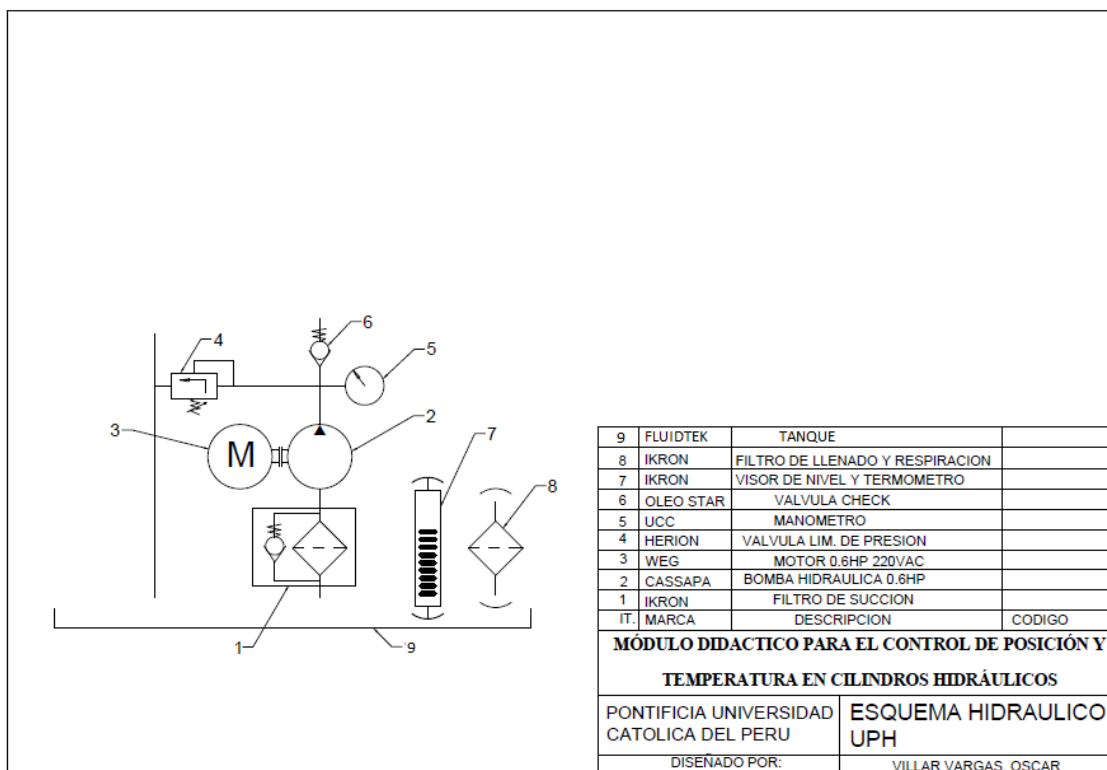 6
4
5
3
M
2
7
8
1
9
9 FLUIDTEK TANQUE
8 IKRON FILTRO DE LLENADO Y RESPIRACION
7 IKRON VISOR DE NIVEL Y TERMOMETRO
6 OLEO STAR VALVULA CHECK
5 UCC MANOMETRO
4 HERION VALVULA LIM. DE PRESION
3 WEG MOTOR 0.6HP 220VAC
2 CASSAPA BOMBA HIDRAULICA 0.6HP
1 IKRON FILTRO DE SUCCION
IT. MARCA DESCRIPCION CODIGO
MÓDULO DIDACTICO PARA EL CONTROL DE POSICIÓN Y
TEMPERATURA EN CILINDROS HIDRÁULICOS
PONTIFICIA UNIVERSIDAD
CATOLICA DEL PERU
ESQUEMA HIDRAULICO
UPH
DISEÑADO POR:
VILLAR VARGAS, OSCAR